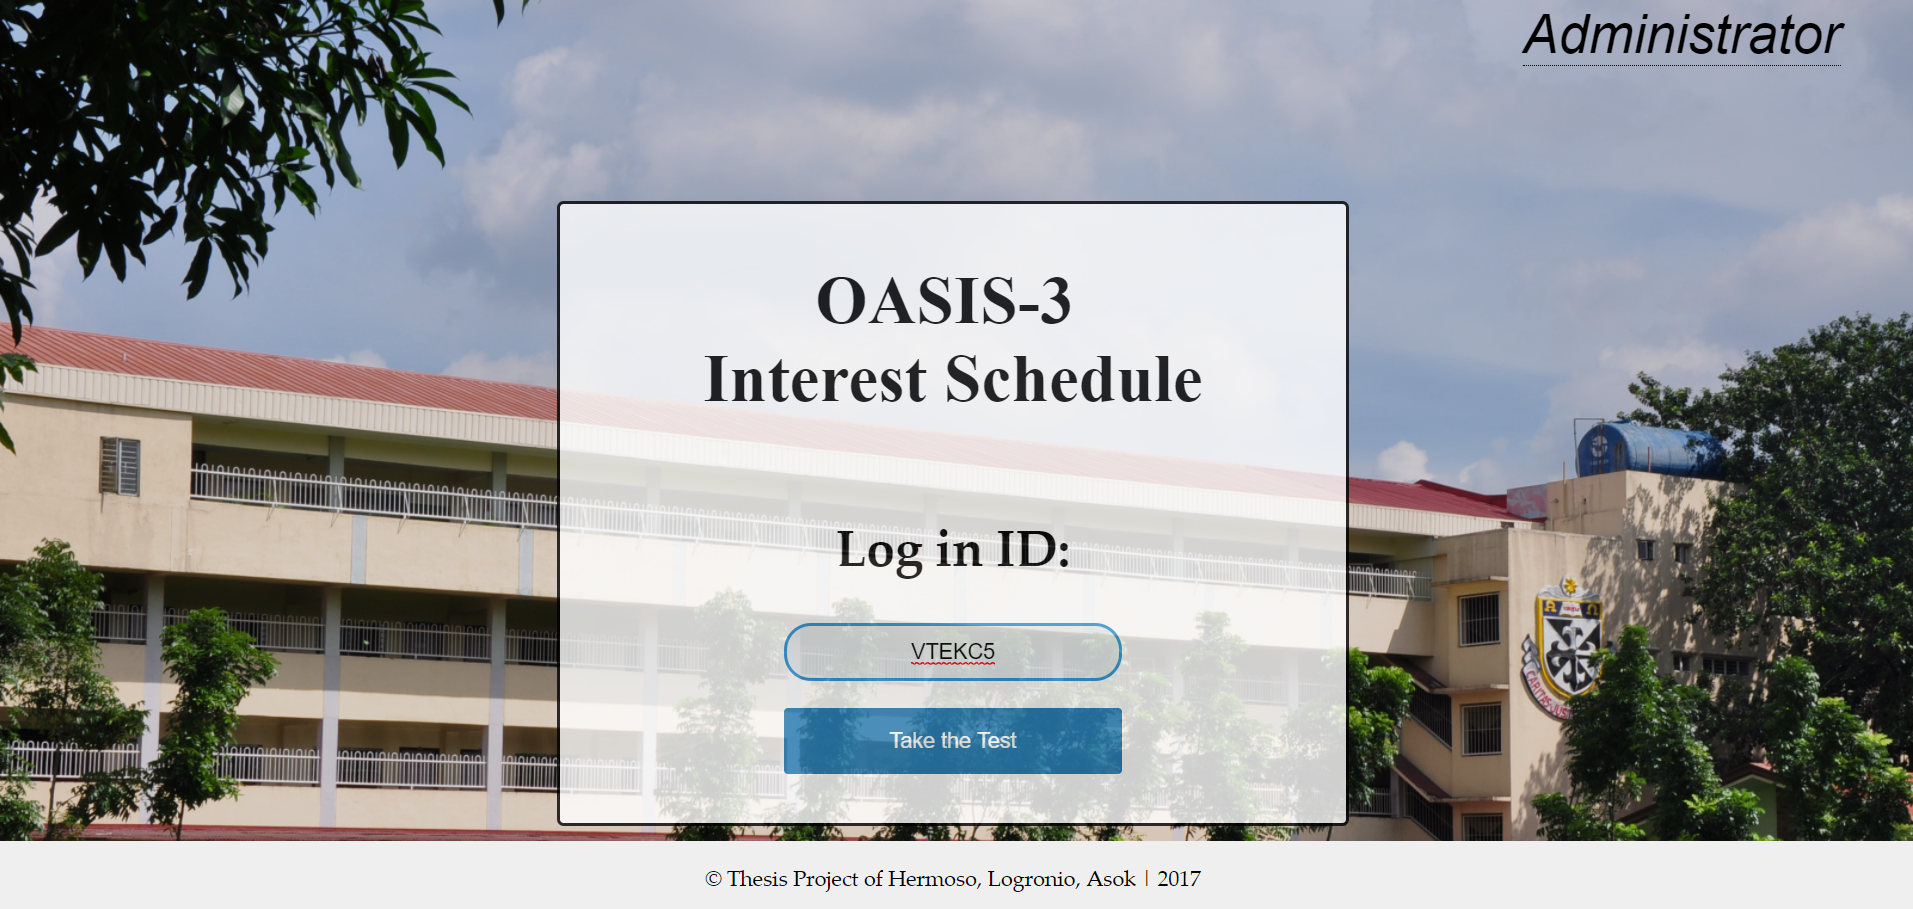 Administrator
OASIS-3
Interest Schedule
Log in ID:
VTEKC5
Take the Test
© Thesis Project of Hermoso, Logronio, Asok | 2017